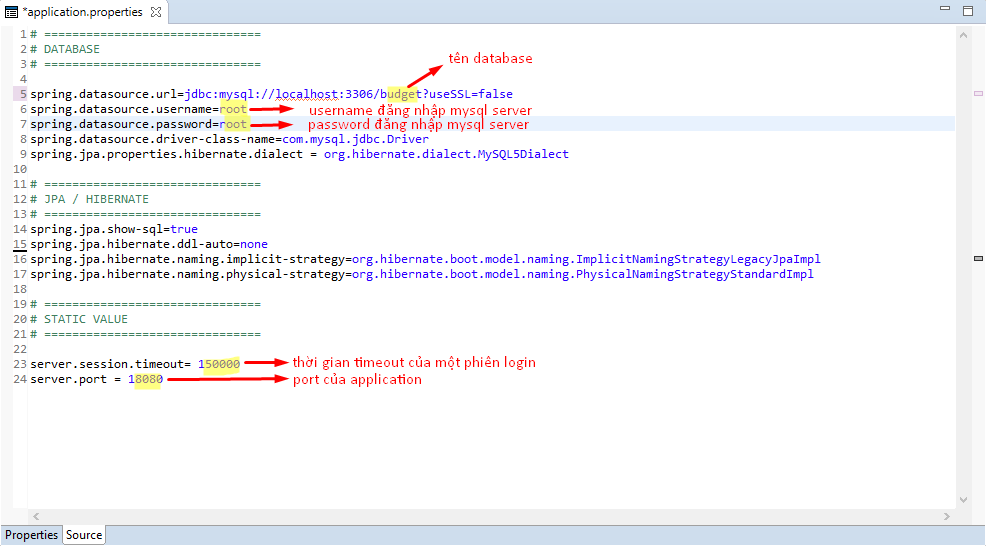 *application.properties
1 # ==============================
2 # DATABASE
3 # ==============================
tên database
4
5 spring.datasource.url=jdbc:mysql://localhost:3306/budget?useSSL=false
6 spring.datasource.username=root username đăng nhập mysql server
7 spring.datasource.password=root password đăng nhập mysql server
8 spring.datasource.driver-class-name=com.mysql.jdbc.Driver
9 spring.jpa.properties.hibernate.dialect = org.hibernate.dialect.MySQL5Dialect
10
11 # ==============================
12 # JPA / HIBERNATE
13 # ==============================
14 spring.jpa.show-sql=true
15 spring.jpa.hibernate.ddl-auto=none
16 spring.jpa.hibernate.naming.implicit-strategy=org.hibernate.boot.model.naming.ImplicitNamingStrategyLegacyJpaImpl
17 spring.jpa.hibernate.naming.physical-strategy=org.hibernate.boot.model.naming.PhysicalNamingStrategyStandardImpl
18
19 # ==============================
20 # STATIC VALUE
21 # ==============================
22
23 server.session.timeout= 150000 thời gian timeout của một phiên login
24 server.port = 18080 port của application
Properties Source